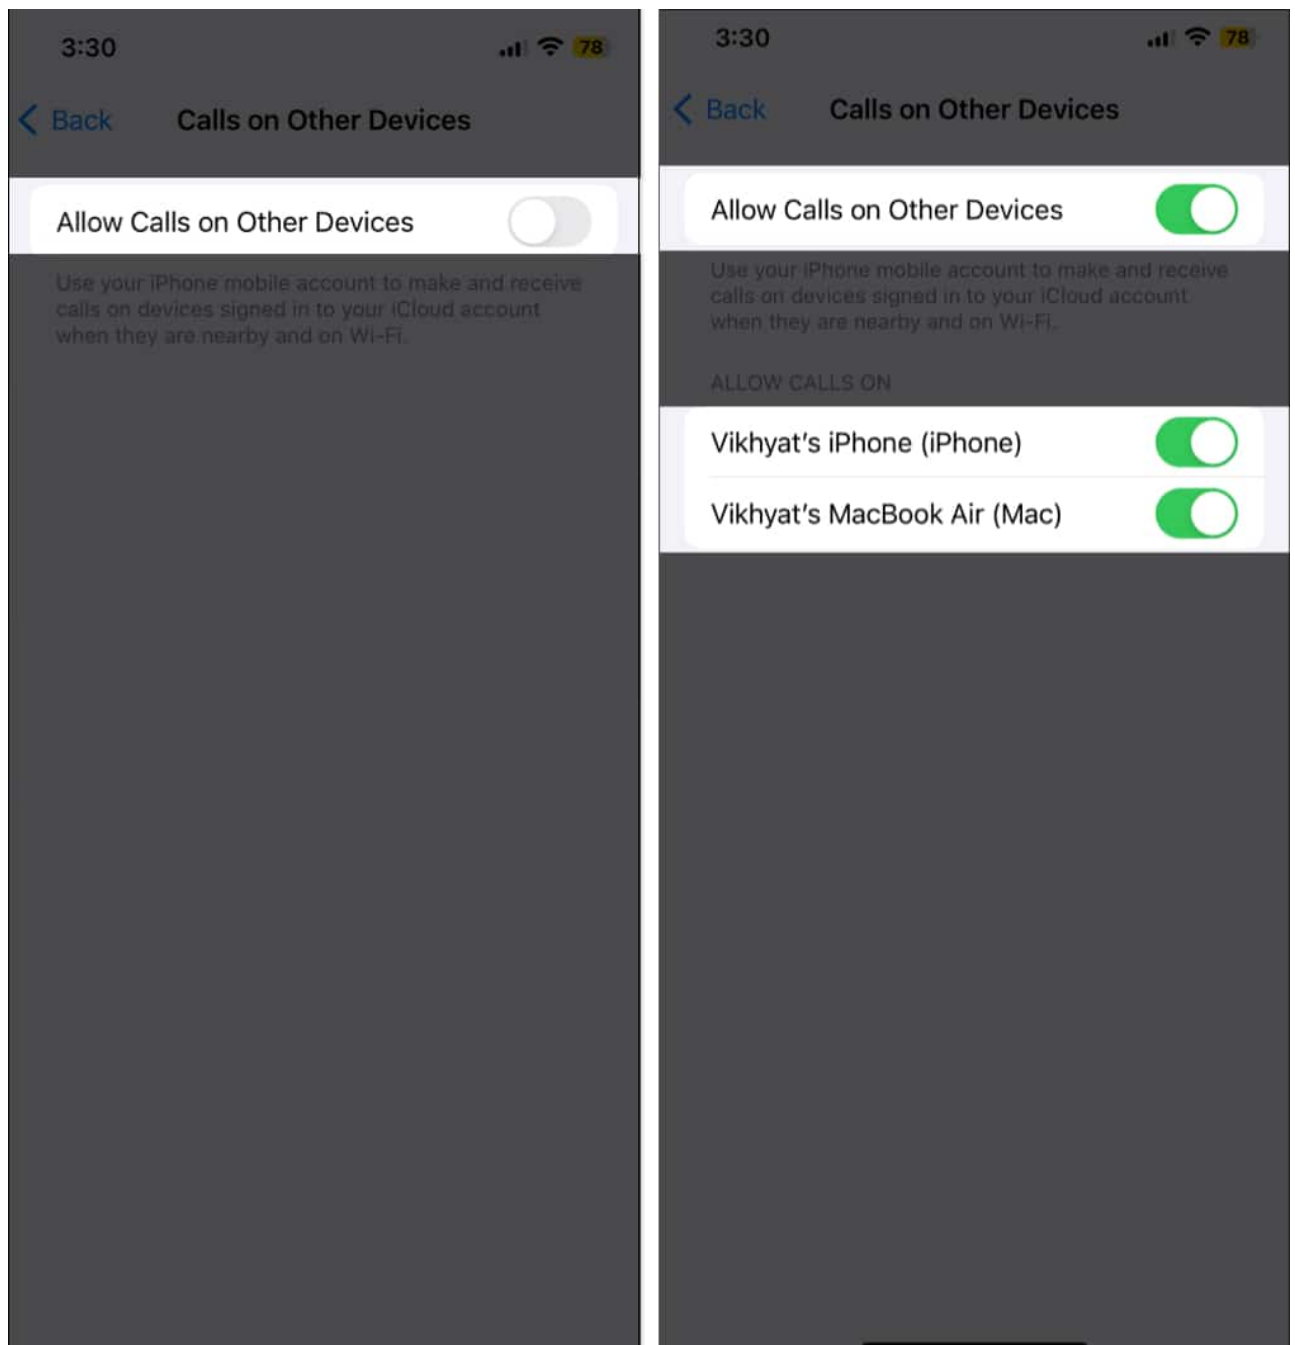 3:30
78
Back
Calls on Other Devices
Allow Calls on Other Devices
Use your iPhone mobile account to make and receive
calls on devices signed in to your iCloud account
when they are nearby and on Wi-Fi.
3:30
78
Back
Calls on Other Devices
Allow Calls on Other Devices
Use your iPhone mobile account to make and receive
calls on devices signed in to your iCloud account
when they are nearby and on Wi-Fi.
ALLOW CALLS ON
Vikhyat's iPhone (iPhone)
Vikhyat's MacBook Air (Mac)